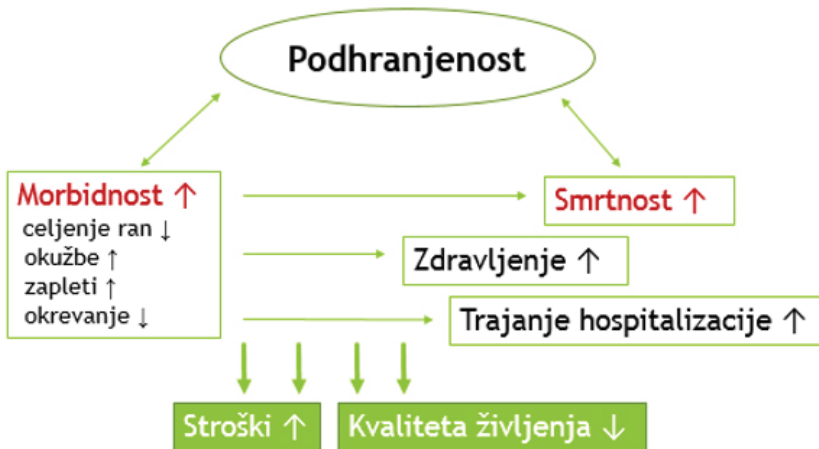 Podhranjenost
Morbidnost ↑
celjenje ran ↓
okužbe ↑
zapleti ↑
okrevanje ↓
Smrtnost ↑
Zdravljenje ↑
Trajanje hospitalizacije ↑
Stroški ↑
Kvaliteta življenja ↓